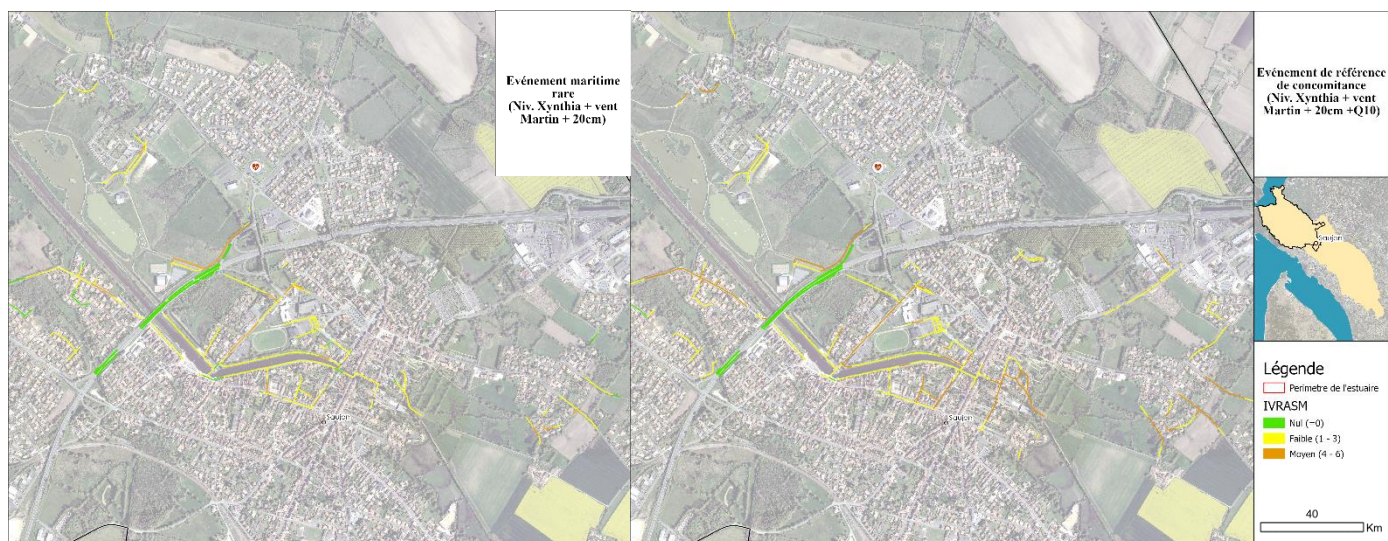 Evénement maritime
rare
(Niv. Xynthia + vent
Martin + 20cm)
Saujon
Evénement de référence
de concomitance
(Niv. Xynthia + vent
Martin + 20cm +Q10)
Saujon
Saujon
Légende
Perimetre de l'estuaire
IVRASM
Nul (=0)
Faible (1 - 3)
Moyen (4 - 6)
40
Km